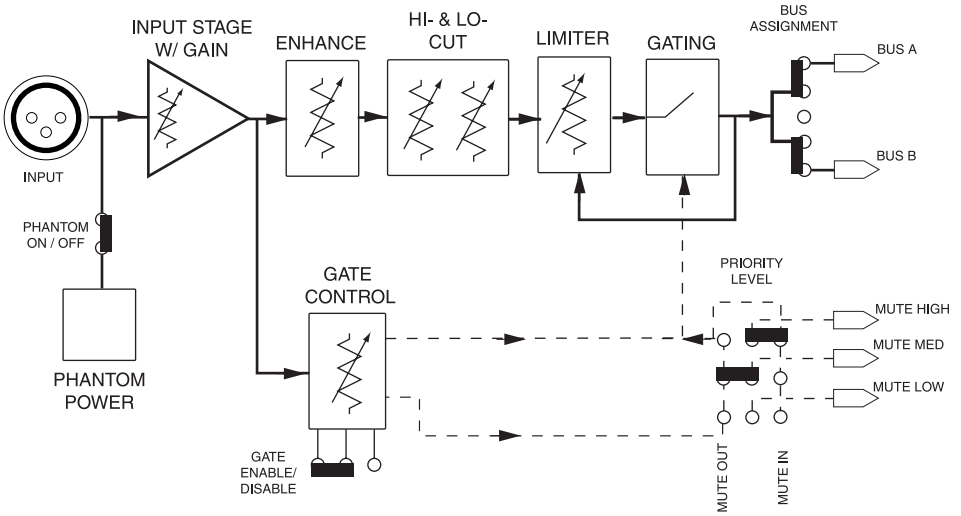 INPUT STAGE
W/ GAIN
ENHANCE
HI- & LO-
CUT
LIMITER
GATING
BUS
ASSIGNMENT
BUS A
BUS B
INPUT
PHANTOM
ON / OFF
PHANTOM
POWER
GATE
CONTROL
GATE
ENABLE/
DISABLE
PRIORITY
LEVEL
MUTE HIGH
MUTE MED
MUTE LOW
MUTE OUT
MUTE IN